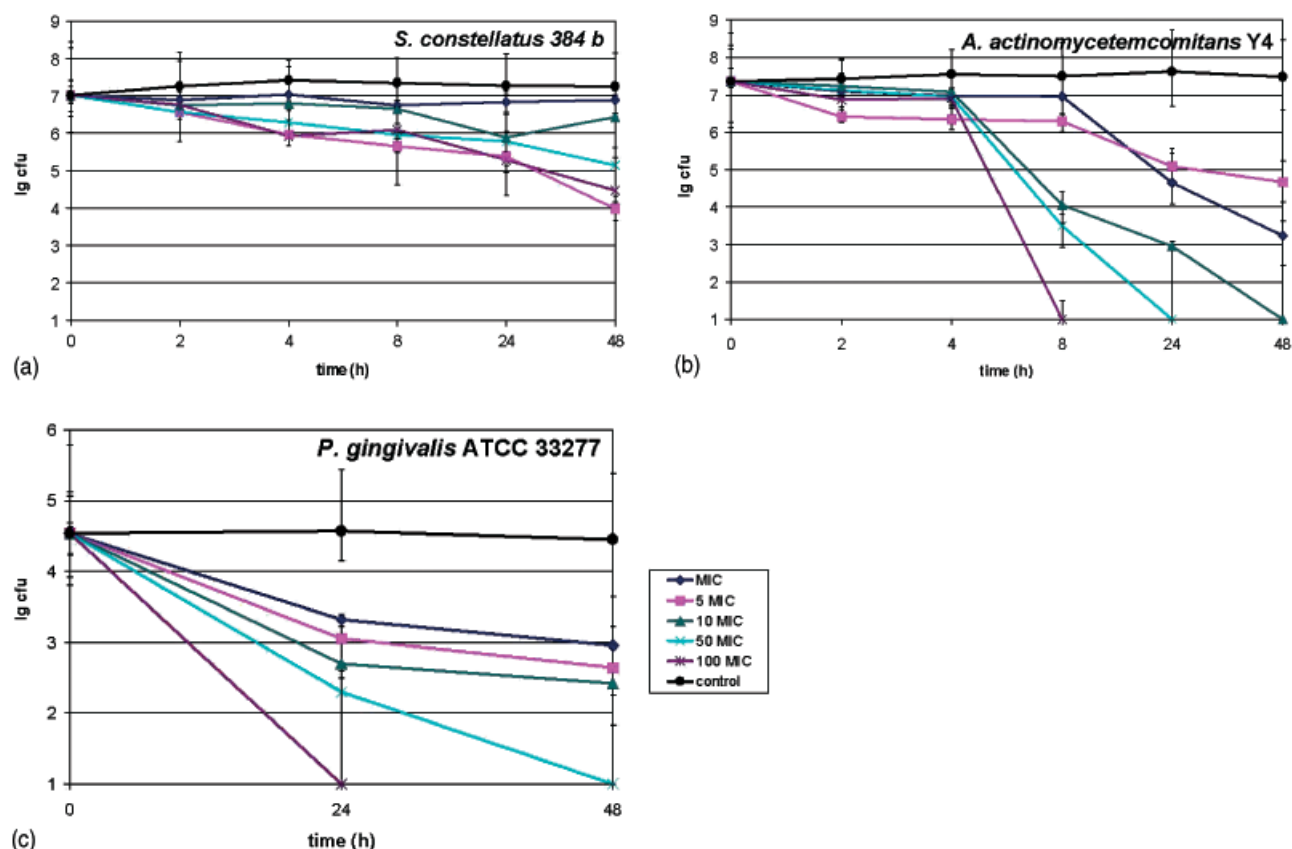 S. constellatus 384 b
9
8
7
6
5
4
3
2
1
lg cfu
0 2 4 8 24 48
time (h)
(a)
A. actinomycetemcomitans Y4
9
8
7
6
5
4
3
2
1
lg cfu
0 2 4 8 24 48
time (h)
(b)
P. gingivalis ATCC 33277
6
5
4
3
2
1
lg cfu
0 24 48
time (h)
(c)
MIC
5 MIC
10 MIC
50 MIC
100 MIC
control